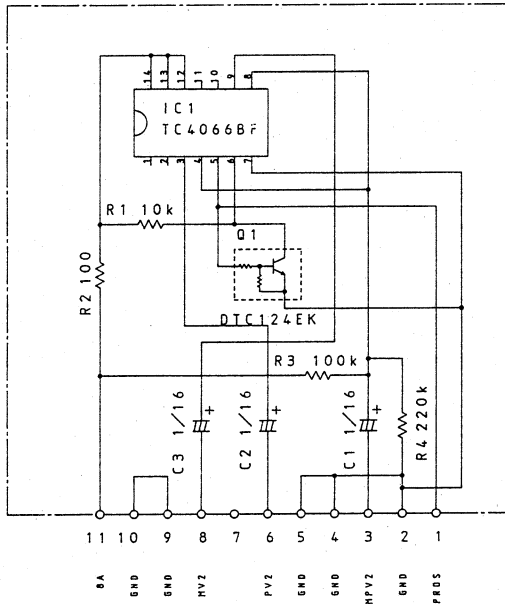 14 13 12 11 10 9 8
IC1
TC4066BF
1 2 3 4 5 6 7
R1 10k
Q1
R2 100
DTC124EK
R3 100k
C3 1/16
+
C2 1/16
+
C1 1/16
+
R4 220k
11 10 9 8 7 6 5 4 3 2 1
8A
GND
GND
MV2
PV2
GND
GND
MPV2
GND
PROS